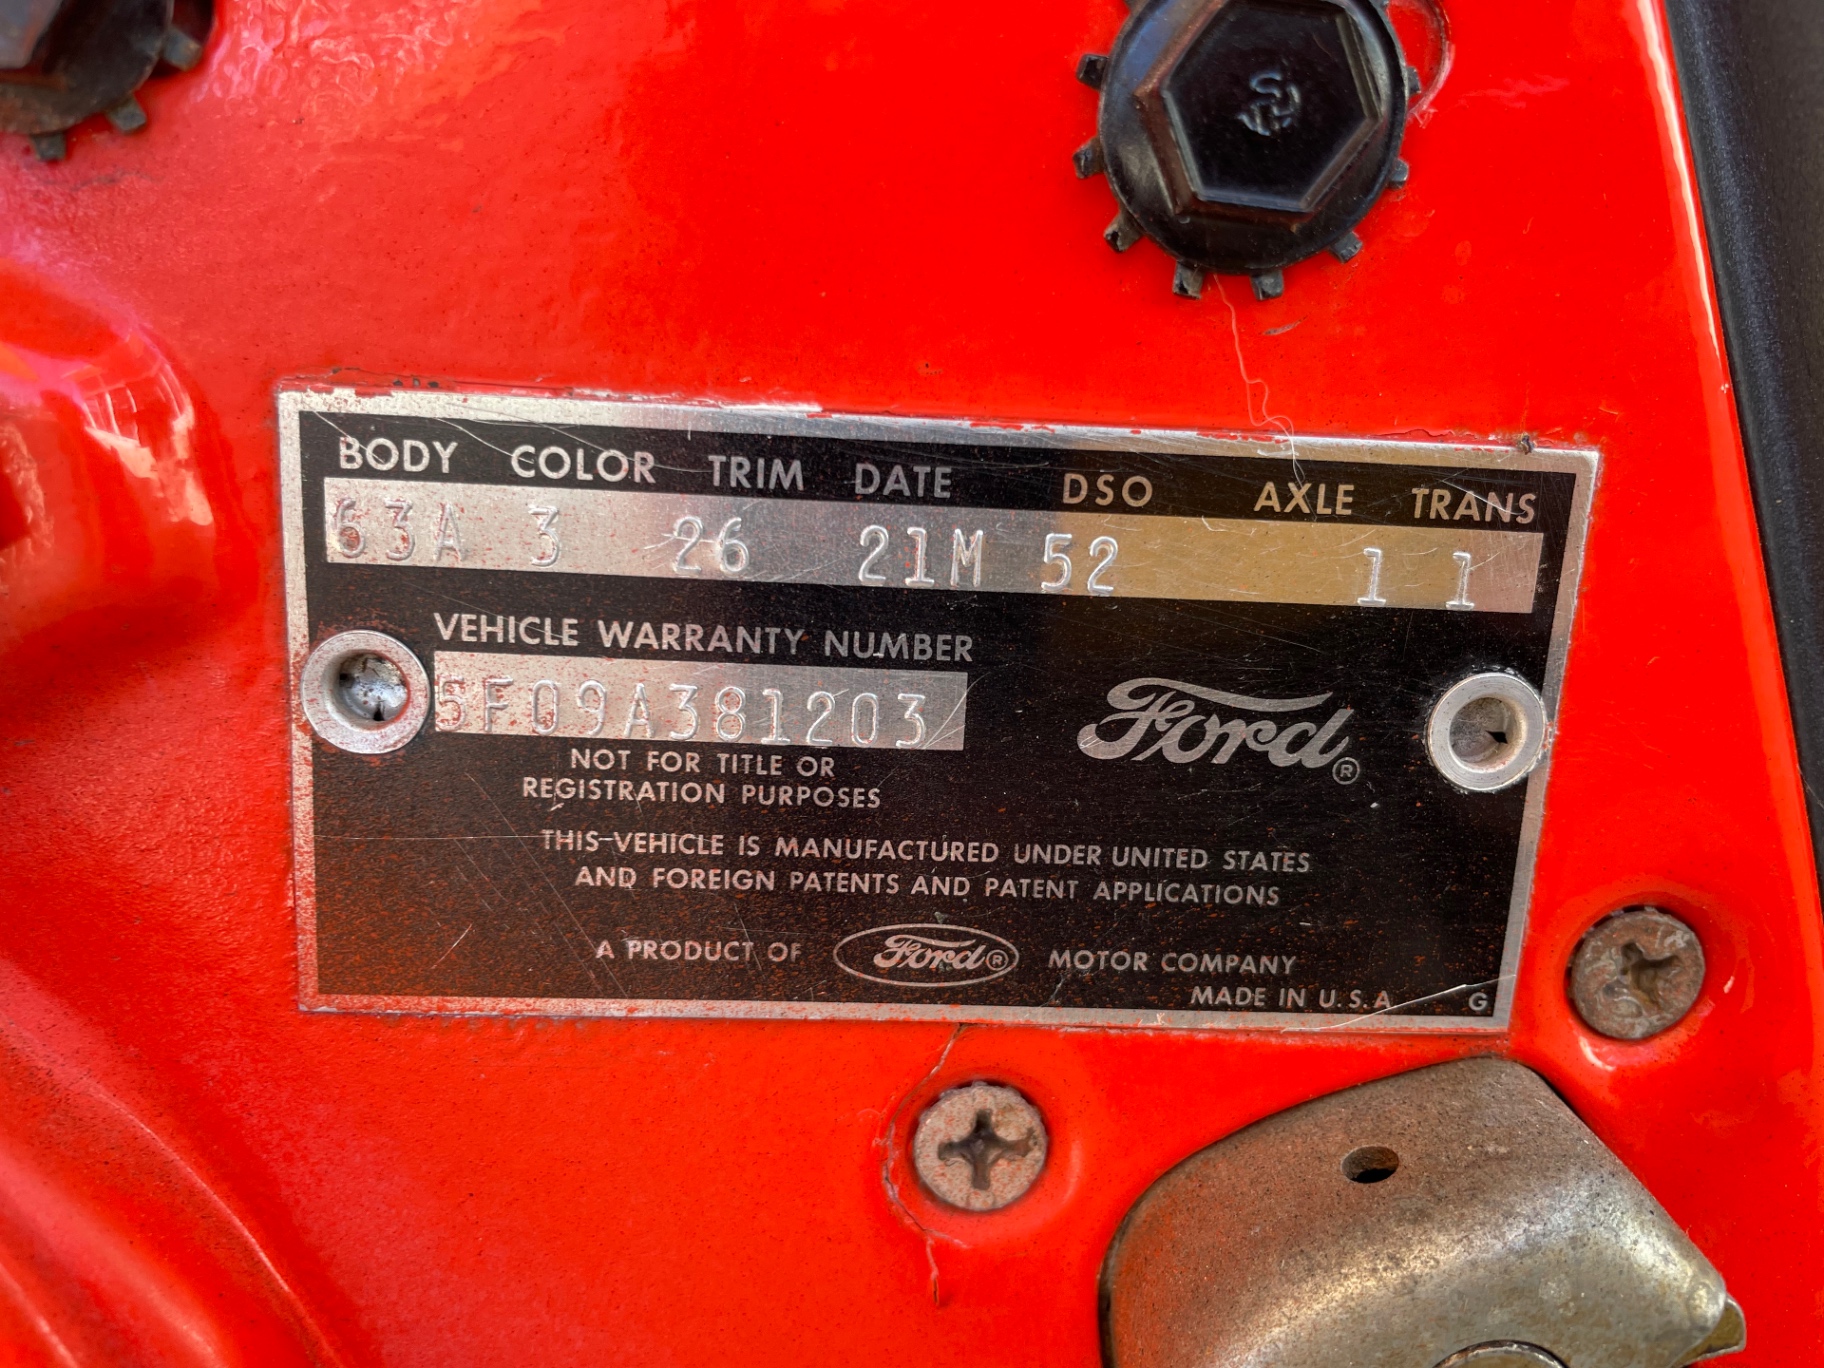 BODY COLOR TRIM DATE DSO AXLE TRANS
63A 3 26 21M 52 1 1
VEHICLE WARRANTY NUMBER
5F09A381203
Ford®
NOT FOR TITLE OR
REGISTRATION PURPOSES
THIS VEHICLE IS MANUFACTURED UNDER UNITED STATES
AND FOREIGN PATENTS AND PATENT APPLICATIONS
A PRODUCT OF Ford® MOTOR COMPANY
MADE IN U.S.A G